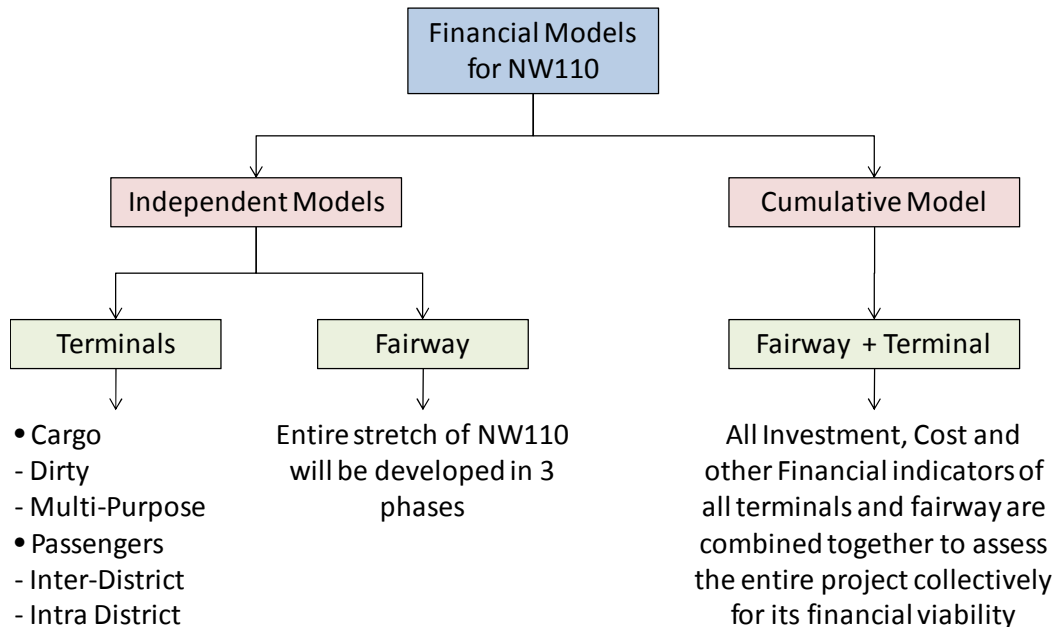 Financial Models
for NW110
Independent Models
Cumulative Model
Terminals
Fairway
Fairway + Terminal
• Cargo
- Dirty
- Multi-Purpose
• Passengers
- Inter-District
- Intra District
Entire stretch of NW110
will be developed in 3
phases
All Investment, Cost and
other Financial indicators of
all terminals and fairway are
combined together to assess
the entire project collectively
for its financial viability